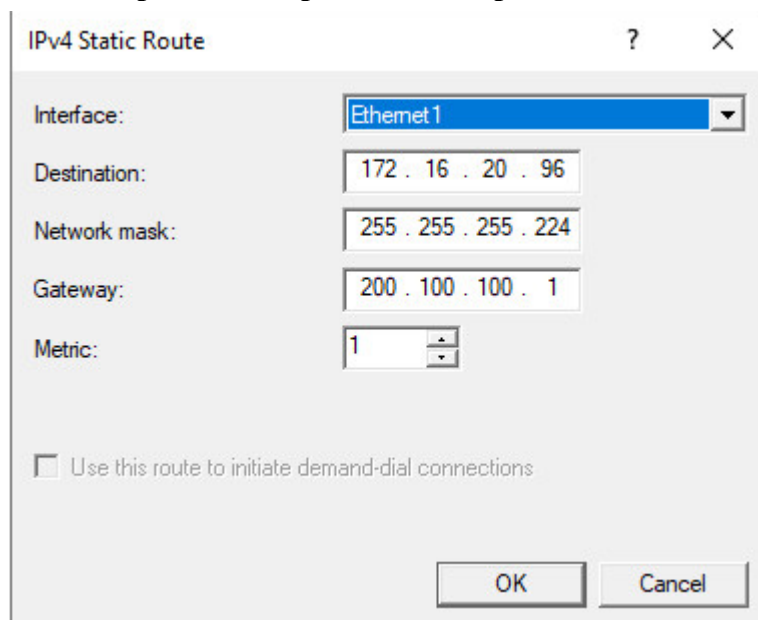 IPv4 Static Route ? ×
Interface: Ethernet1
Destination: 172 . 16 . 20 . 96
Network mask: 255 . 255 . 255 . 224
Gateway: 200 . 100 . 100 . 1
Metric: 1
Use this route to initiate demand-dial connections
OK Cancel